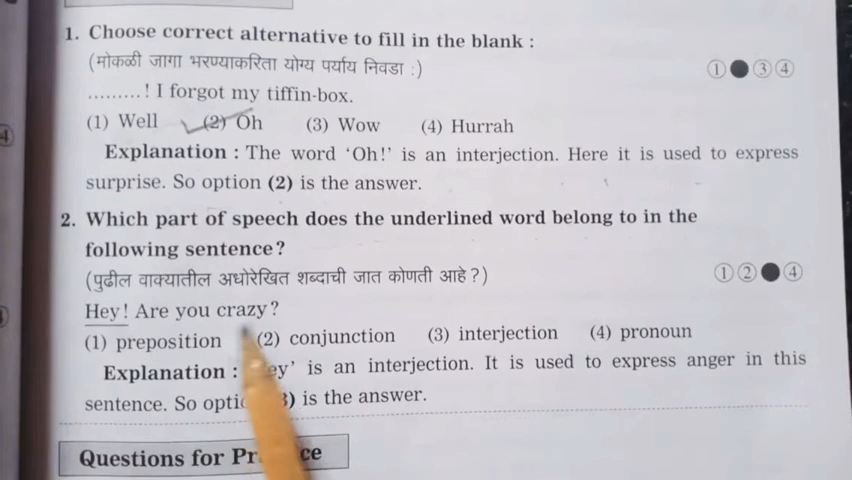 1. Choose correct alternative to fill in the blank :
(मोकळी जागा भरण्याकरिता योग्य पर्याय निवडा :) ① ● ③ ④
.........! I forgot my tiffin-box.
(1) Well (2) Oh (3) Wow (4) Hurrah
Explanation : The word ‘Oh!’ is an interjection. Here it is used to express
surprise. So option (2) is the answer.
2. Which part of speech does the underlined word belong to in the
following sentence?
(पुढील वाक्यातील अधोरेखित शब्दाची जात कोणती आहे?) ① ② ● ④
Hey! Are you crazy?
(1) preposition (2) conjunction (3) interjection (4) pronoun
Explanation : is an interjection. It is used to express anger in this
sentence. So is the answer.
Questions for